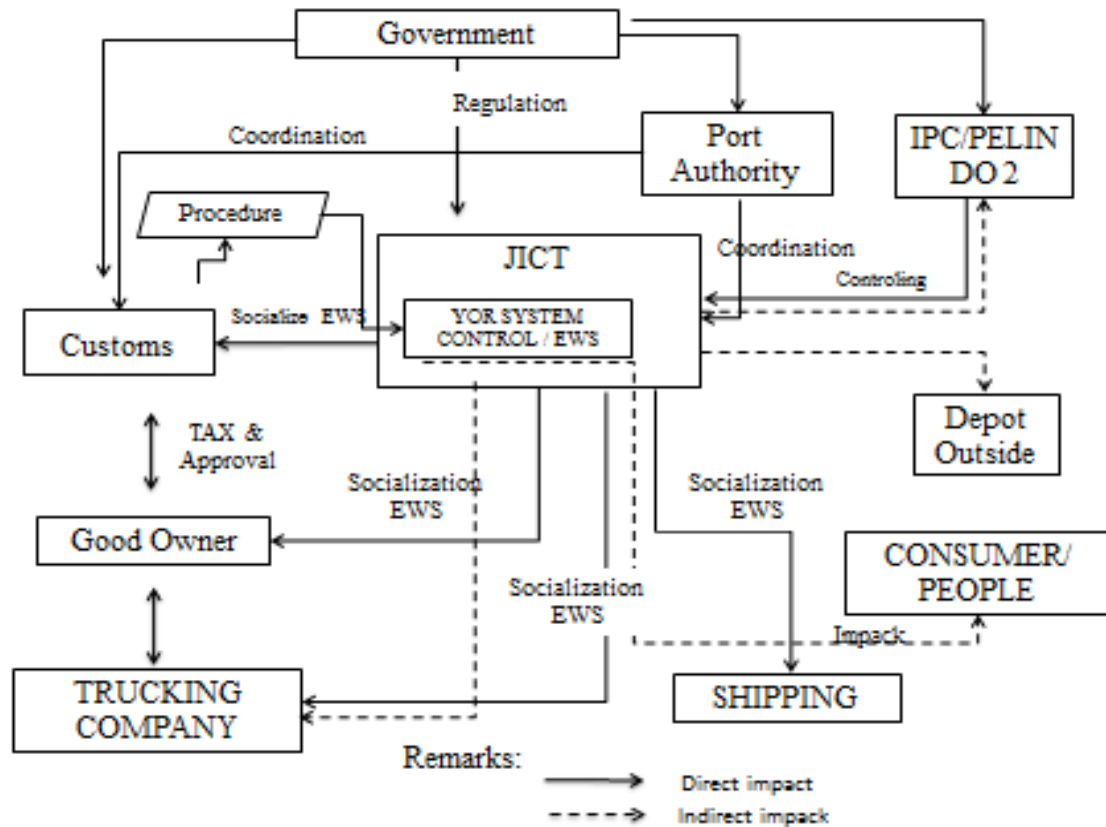 Government
Regulation
Coordination
Port
Authority
IPC/PELIN
DO 2
Procedure
JICT
Coordination
Controling
Customs
Socialize EWS
YOR SYSTEM
CONTROL / EWS
TAX &
Approval
Depot
Outside
Socialization
EWS
Socialization
EWS
Good Owner
CONSUMER/
PEOPLE
Socialization
EWS
Impack
TRUCKING
COMPANY
SHIPPING
Remarks:
Direct impact
Indirect impack